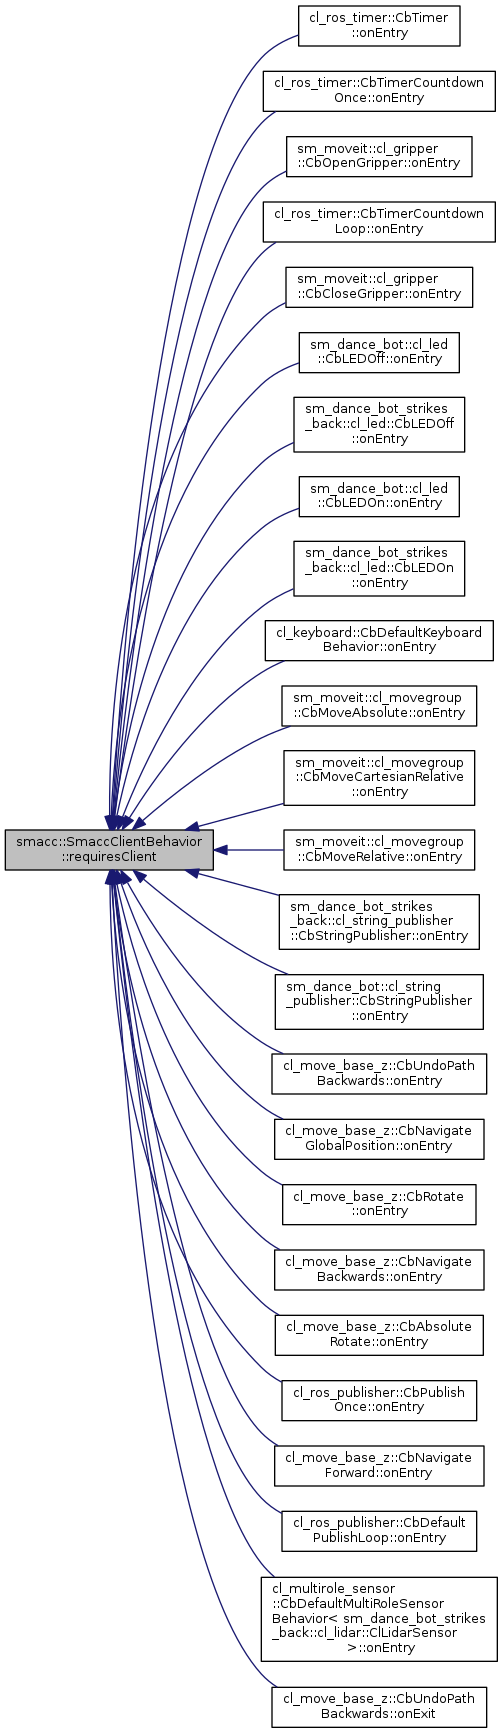 cl_ros_timer::CbTimer
::onEntry
cl_ros_timer::CbTimerCountdown
Once::onEntry
sm_moveit::cl_gripper
::CbOpenGripper::onEntry
cl_ros_timer::CbTimerCountdown
Loop::onEntry
sm_moveit::cl_gripper
::CbCloseGripper::onEntry
sm_dance_bot::cl_led
::CbLEDOff::onEntry
sm_dance_bot_strikes
_back::cl_led::CbLEDOff
::onEntry
sm_dance_bot::cl_led
::CbLEDOn::onEntry
sm_dance_bot_strikes
_back::cl_led::CbLEDOn
::onEntry
cl_keyboard::CbDefaultKeyboard
Behavior::onEntry
sm_moveit::cl_movegroup
::CbMoveAbsolute::onEntry
sm_moveit::cl_movegroup
::CbMoveCartesianRelative
::onEntry
smacc::SmaccClientBehavior
::requiresClient
sm_moveit::cl_movegroup
::CbMoveRelative::onEntry
sm_dance_bot_strikes
_back::cl_string_publisher
::CbStringPublisher::onEntry
sm_dance_bot::cl_string
_publisher::CbStringPublisher
::onEntry
cl_move_base_z::CbUndoPath
Backwards::onEntry
cl_move_base_z::CbNavigate
GlobalPosition::onEntry
cl_move_base_z::CbRotate
::onEntry
cl_move_base_z::CbNavigate
Backwards::onEntry
cl_move_base_z::CbAbsolute
Rotate::onEntry
cl_ros_publisher::CbPublish
Once::onEntry
cl_move_base_z::CbNavigate
Forward::onEntry
cl_ros_publisher::CbDefault
PublishLoop::onEntry
cl_multirole_sensor
::CbDefaultMultiRoleSensor
Behavior< sm_dance_bot_strikes
_back::cl_lidar::ClLidarSensor
>::onEntry
cl_move_base_z::CbUndoPath
Backwards::onExit